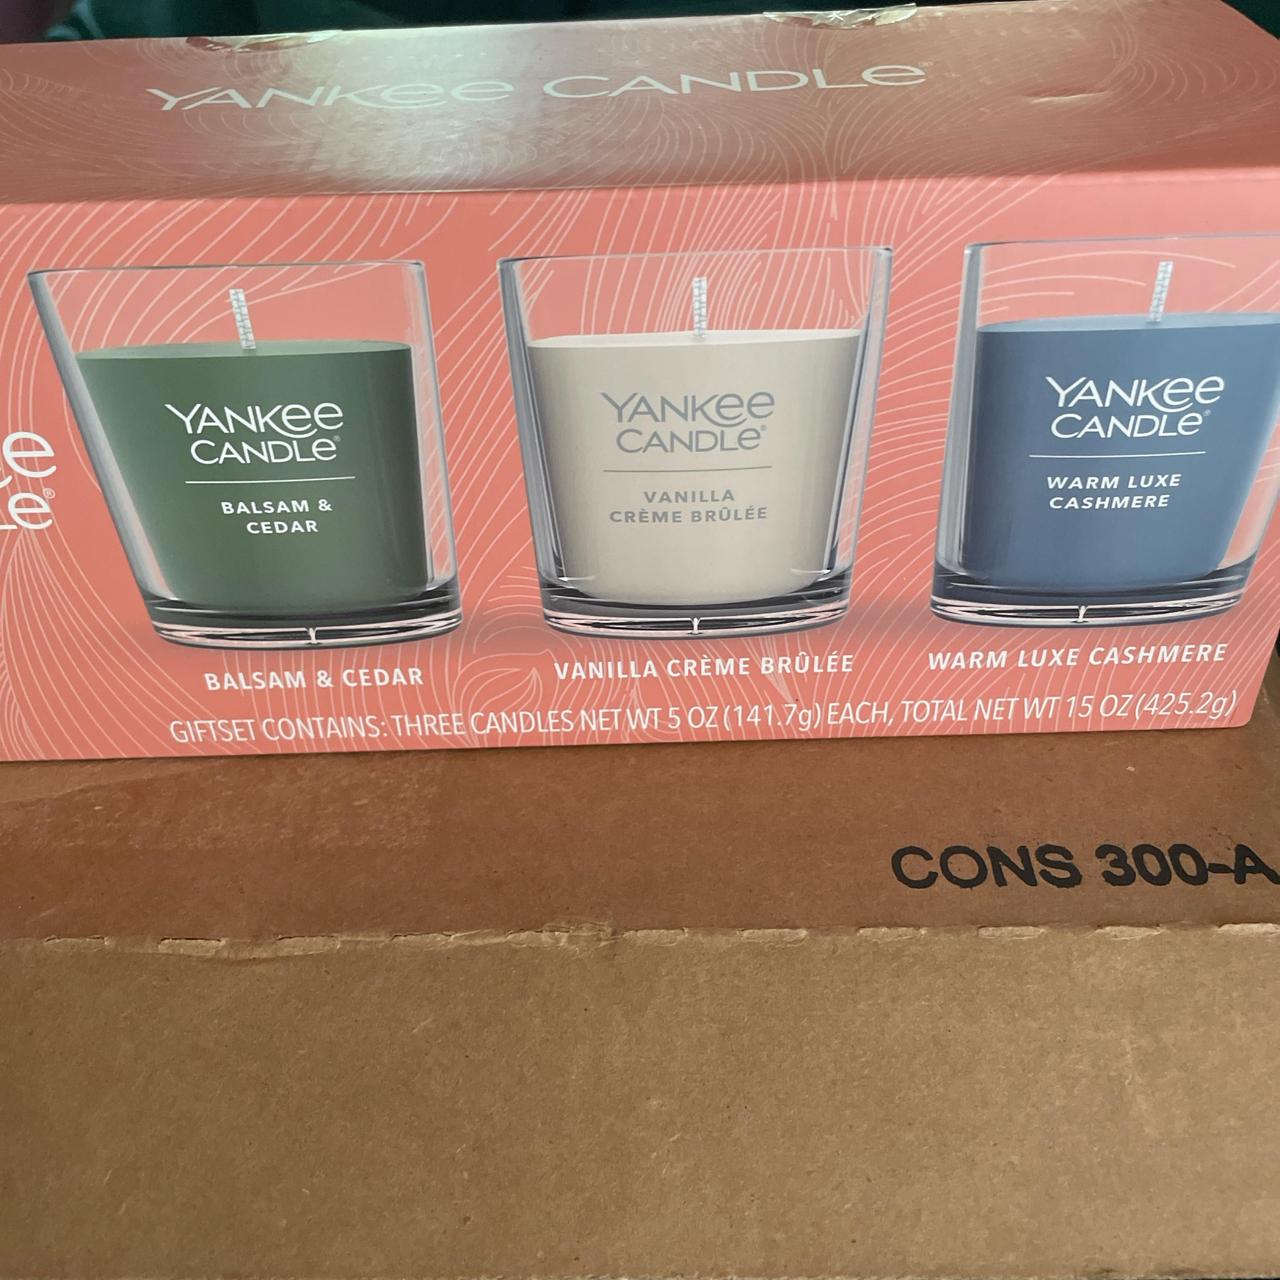 YANKEE CANDLE
YANKEE
CANDLE®
BALSAM &
CEDAR
YANKEE
CANDLE®
VANILLA
CRÈME BRÛLÉE
YANKEE
CANDLE®
WARM LUXE
CASHMERE
BALSAM & CEDAR
VANILLA CRÈME BRÛLÉE
WARM LUXE CASHMERE
GIFTSET CONTAINS: THREE CANDLES NET WT 5 OZ (141.7g) EACH, TOTAL NET WT 15 OZ (425.2g)
CONS 300-A